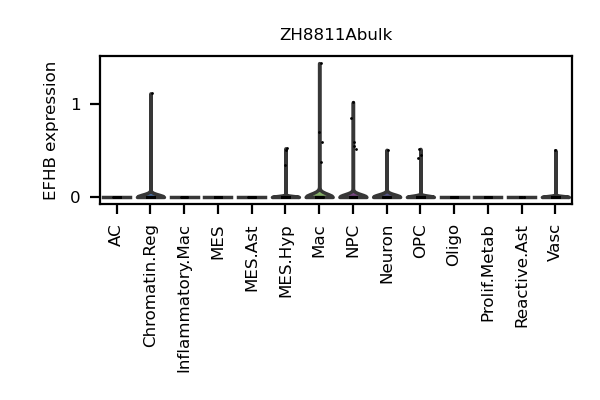 ZH8811Abulk
EFHB expression
1
0
AC
Chromatin.Reg
Inflammatory.Mac
MES
MES.Ast
MES.Hyp
Mac
NPC
Neuron
OPC
Oligo
Prolif.Metab
Reactive.Ast
Vasc